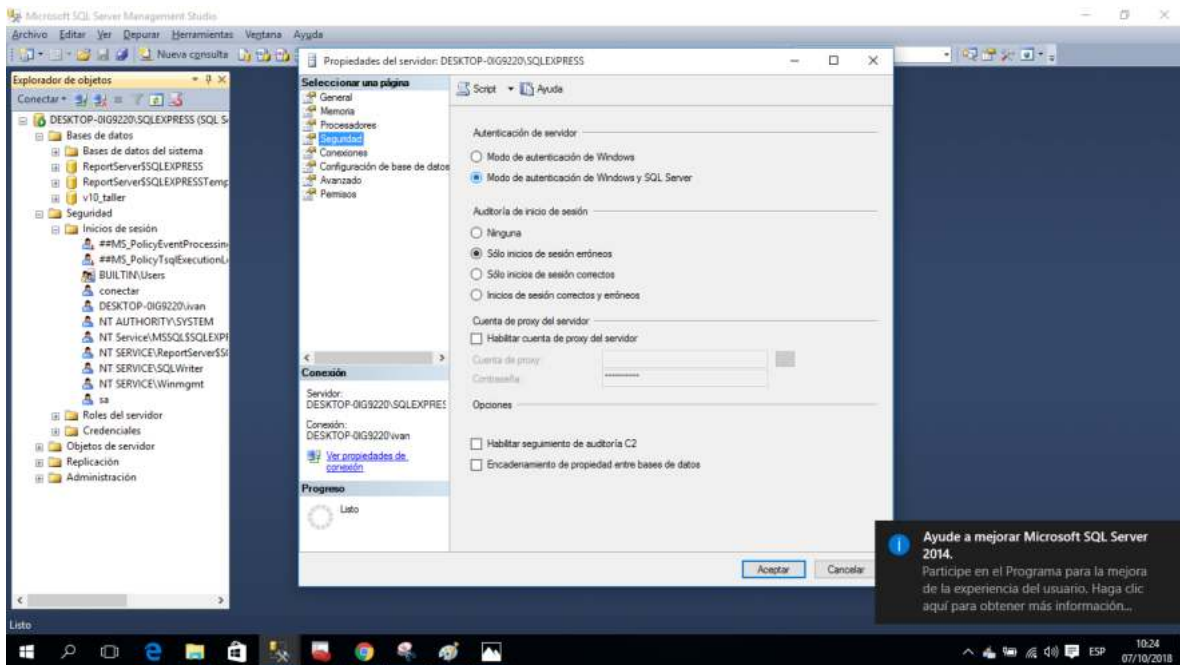 Microsoft SQL Server Management Studio
Archivo Editar Ver Depurar Herramientas Ventana Ayuda
Nueva consulta
Explorador de objetos
Conectar
DESKTOP-0IG9220\SQLEXPRESS (SQL S
Bases de datos
Bases de datos del sistema
ReportServer$SQLEXPRESS
ReportServer$SQLEXPRESSTemp
v10_taller
Seguridad
Inicios de sesión
##MS_PolicyEventProcessin
##MS_PolicyTsqlExecutionL
BUILTIN\Users
conectar
DESKTOP-0IG9220\ivan
NT AUTHORITY\SYSTEM
NT Service\MSSQL$SQLEXPR
NT SERVICE\ReportServer$S
NT SERVICE\SQLWriter
NT SERVICE\Winmgmt
sa
Roles del servidor
Credenciales
Objetos de servidor
Replicación
Administración
Listo
Propiedades del servidor: DESKTOP-0IG9220\SQLEXPRESS
Seleccionar una página
General
Memoria
Procesadores
Seguridad
Conexiones
Configuración de base de datos
Avanzado
Permisos
Conexión
Servidor:
DESKTOP-0IG9220\SQLEXPRES
Conexión:
DESKTOP-0IG9220\ivan
Ver propiedades de
conexión
Progreso
Listo
Script Ayuda
Autenticación de servidor
Modo de autenticación de Windows
Modo de autenticación de Windows y SQL Server
Auditoría de inicio de sesión
Ninguna
Sólo inicios de sesión erróneos
Sólo inicios de sesión correctos
Inicios de sesión correctos y erróneos
Cuenta de proxy del servidor
Habilitar cuenta de proxy del servidor
Cuenta de proxy:
Contraseña:
**********
Opciones
Habilitar seguimiento de auditoría C2
Encadenamiento de propiedad entre bases de datos
Aceptar Cancelar
Ayude a mejorar Microsoft SQL Server
2014.
Participe en el Programa para la mejora
de la experiencia del usuario. Haga clic
aquí para obtener más información...
ESP
10:24
07/10/2018